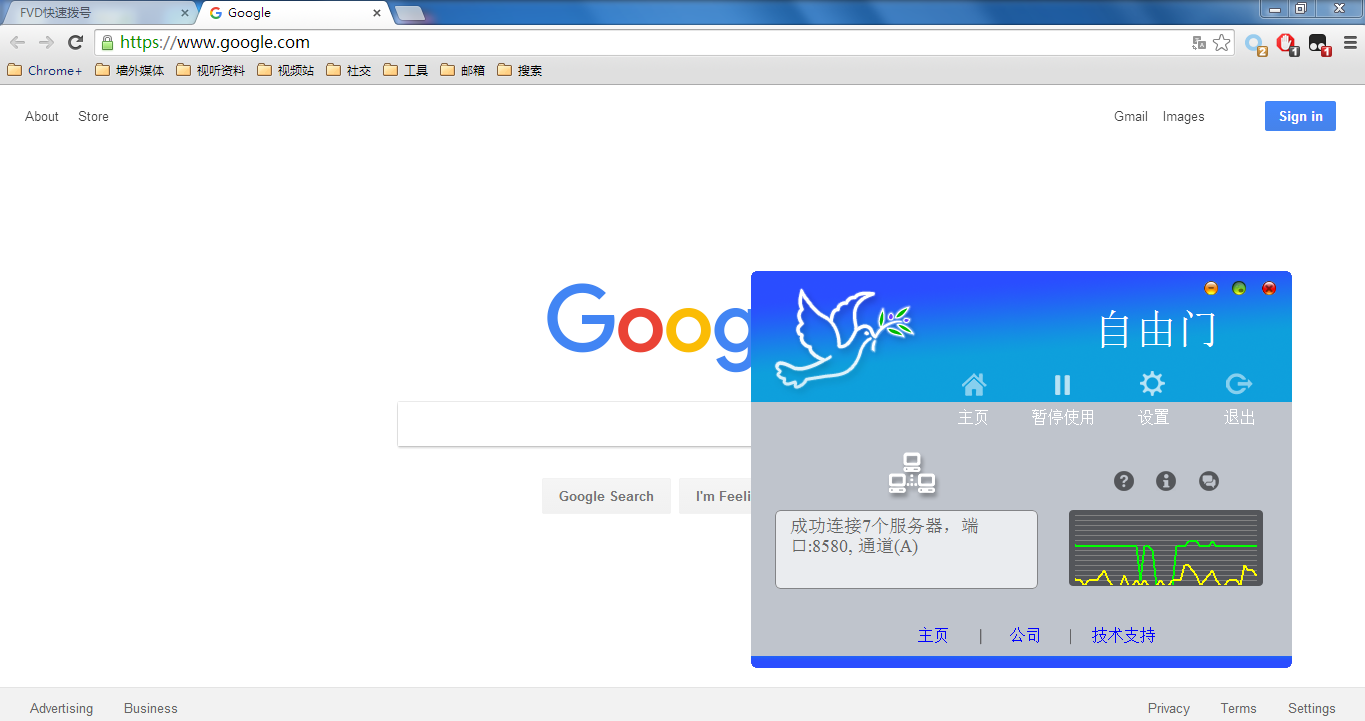 FVD快速拨号
Google
https://www.google.com
2
1
1
Chrome+ 墙外媒体 视听资料 视频站 社交 工具 邮箱 搜索
About Store
Gmail Images Sign in
Goog
自由门
主页 暂停使用 设置 退出
Google Search I'm Feeli
成功连接7个服务器，端
口:8580, 通道(A)
主页 | 公司 | 技术支持
Advertising Business
Privacy Terms Settings